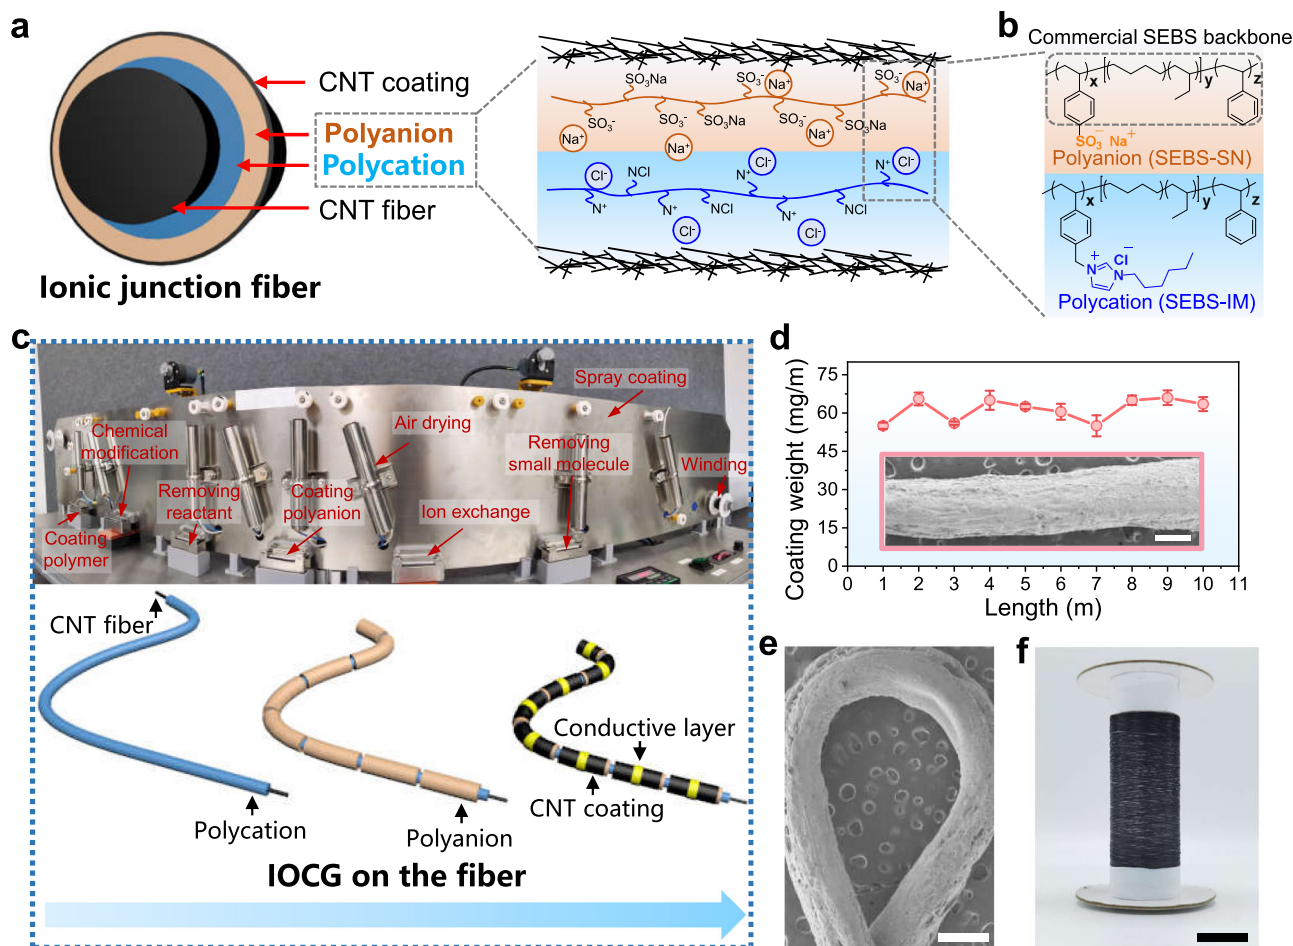 a
CNT coating
Polyanion
Polycation
CNT fiber
Ionic junction fiber
SO₃Na
SO₃⁻
Na⁺
SO₃⁻
Na⁺
Na⁺
SO₃⁻
SO₃Na
SO₃⁻
Na⁺
SO₃Na
Cl⁻
NCl
N⁺
Cl⁻
N⁺
Cl⁻
N⁺
N⁺
NCl
N⁺
NCl
Cl⁻
Cl⁻
b
Commercial SEBS backbone
x
y
z
SO₃⁻ Na⁺
Polyanion (SEBS-SN)
x
y
z
+
N
N
Cl⁻
Polycation (SEBS-IM)
c
Spray coating
Chemical
modification
Air drying
Removing
small molecule
Winding
Removing
reactant
Coating
polyanion
Ion exchange
Coating
polymer
CNT fiber
Polycation
Polyanion
Conductive layer
CNT coating
IOCG on the fiber
d
Coating weight (mg/m)
75
60
45
30
15
0
0 1 2 3 4 5 6 7 8 9 10 11
Length (m)
e
f